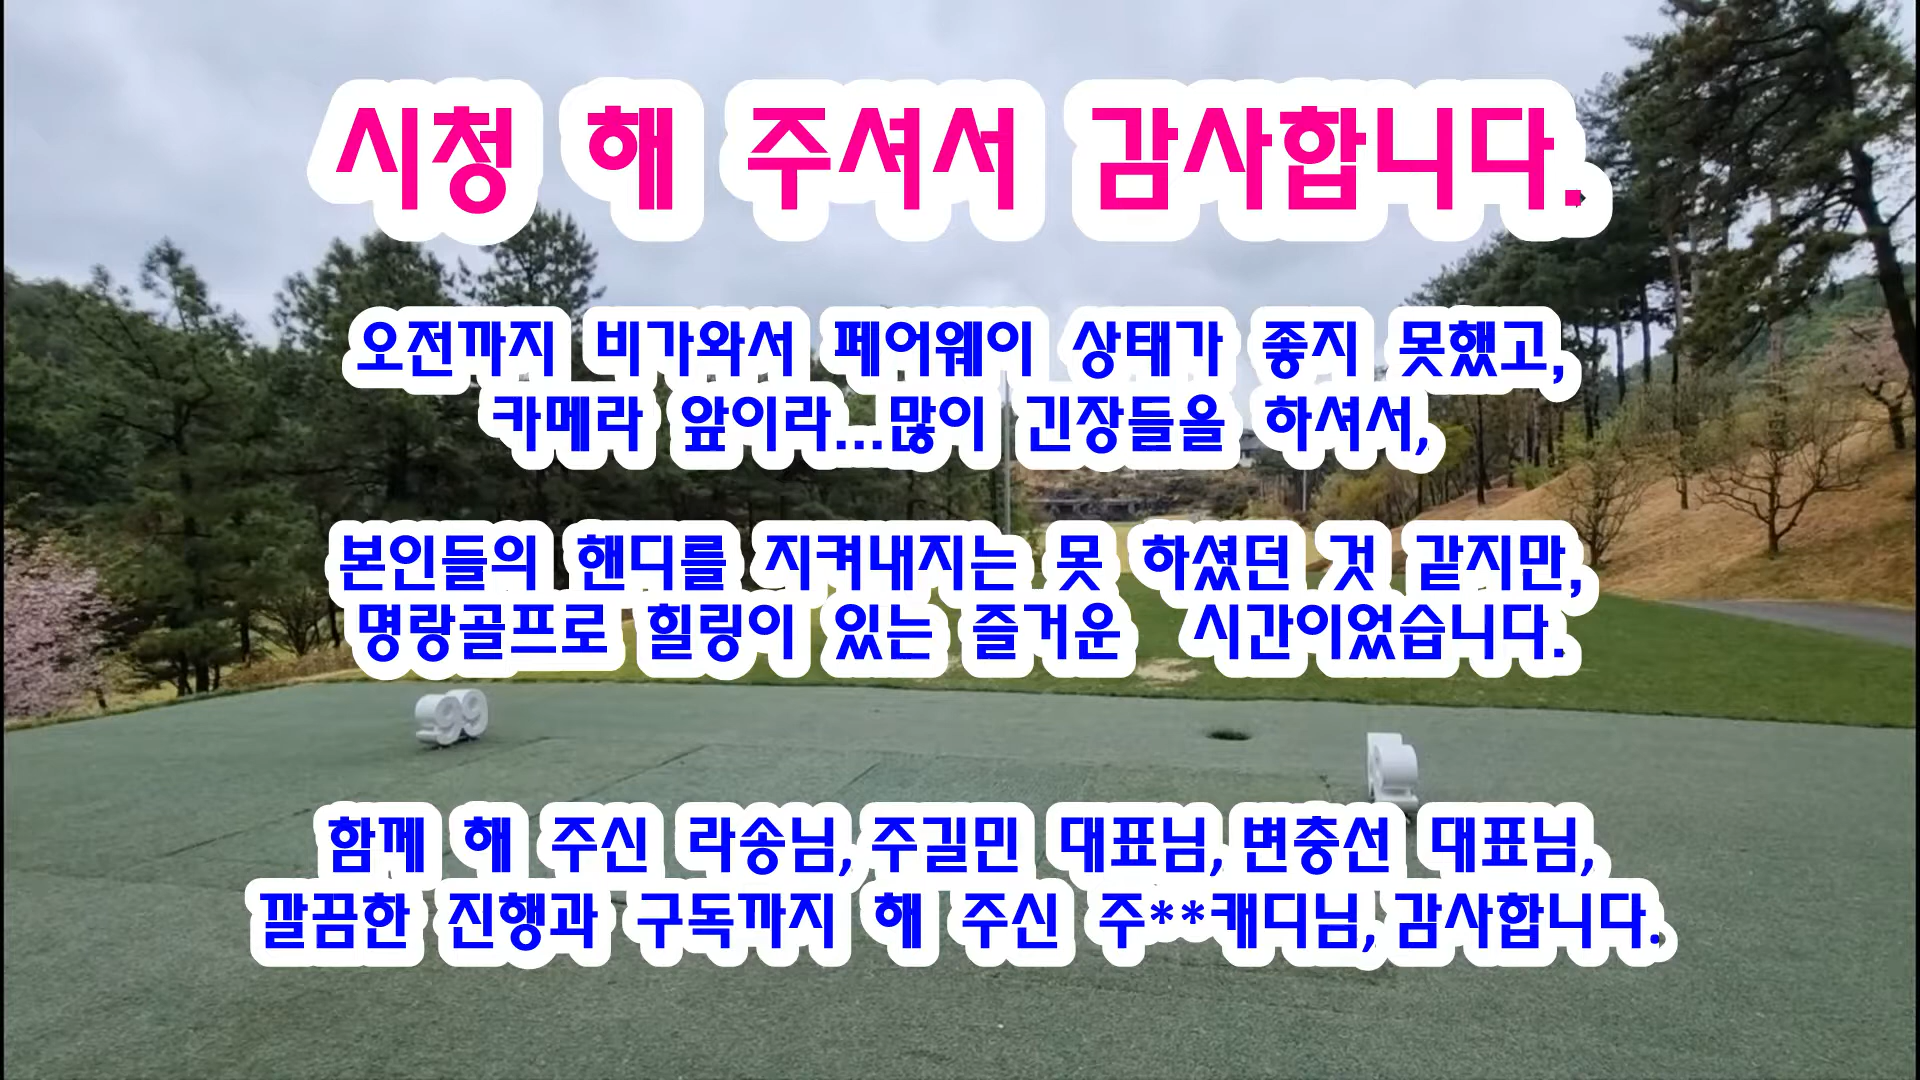 시청 해 주셔서 감사합니다.
오전까지 비가와서 페어웨이 상태가 좋지 못했고,
카메라 앞이라...많이 긴장들을 하셔서,
본인들의 핸디를 지켜내지는 못 하셨던 것 같지만,
명랑골프로 힐링이 있는 즐거운 시간이었습니다.
함께 해 주신 라송님, 주길민 대표님, 변충선 대표님,
깔끔한 진행과 구독까지 해 주신 주**캐디님, 감사합니다.